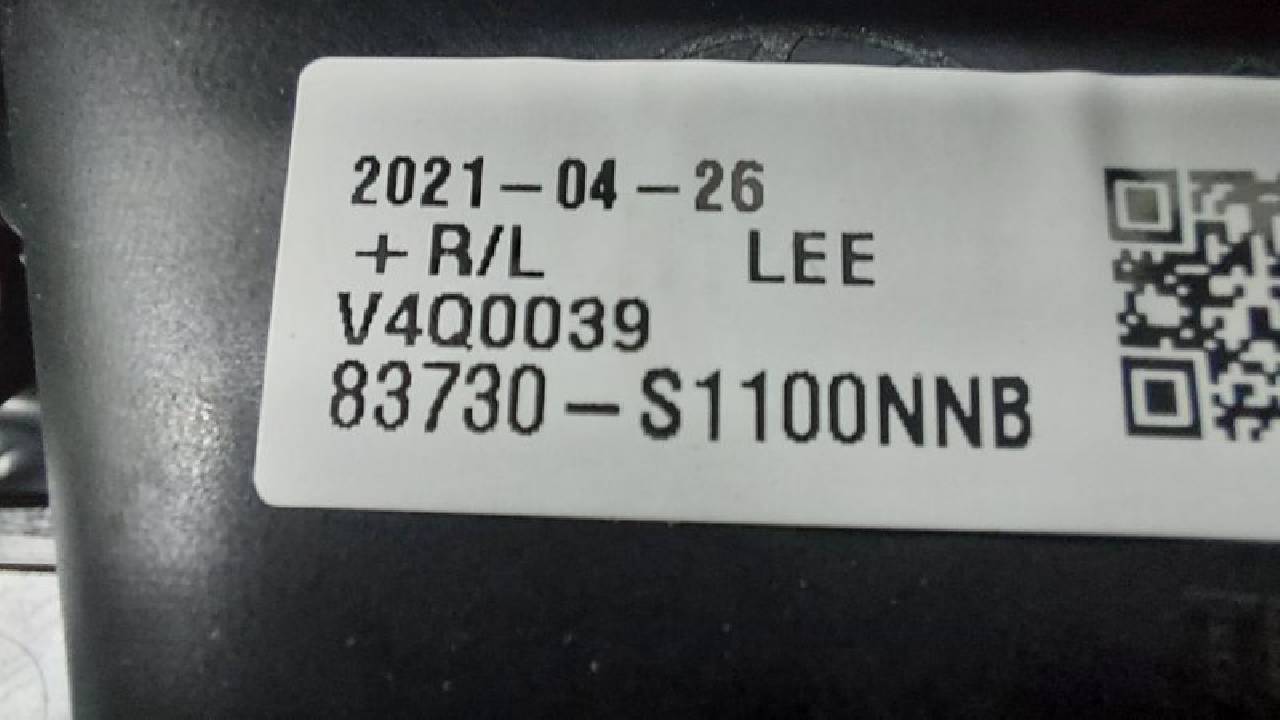 2021-04-26
+R/L LEE
V4Q0039
83730-S1100NNB